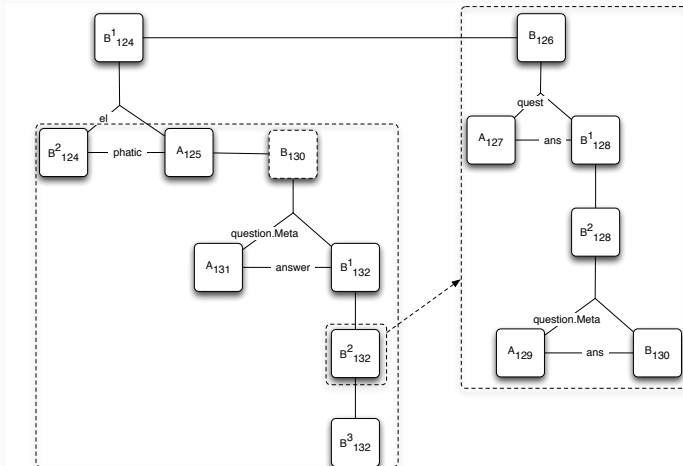 B¹₁₂₄
B₁₂₆
el
quest
B²₁₂₄
phatic
A₁₂₅
B₁₃₀
A₁₂₇
ans
B¹₁₂₈
B²₁₂₈
question.Meta
A₁₃₁
answer
B¹₁₃₂
question.Meta
B²₁₃₂
A₁₂₉
ans
B₁₃₀
B³₁₃₂